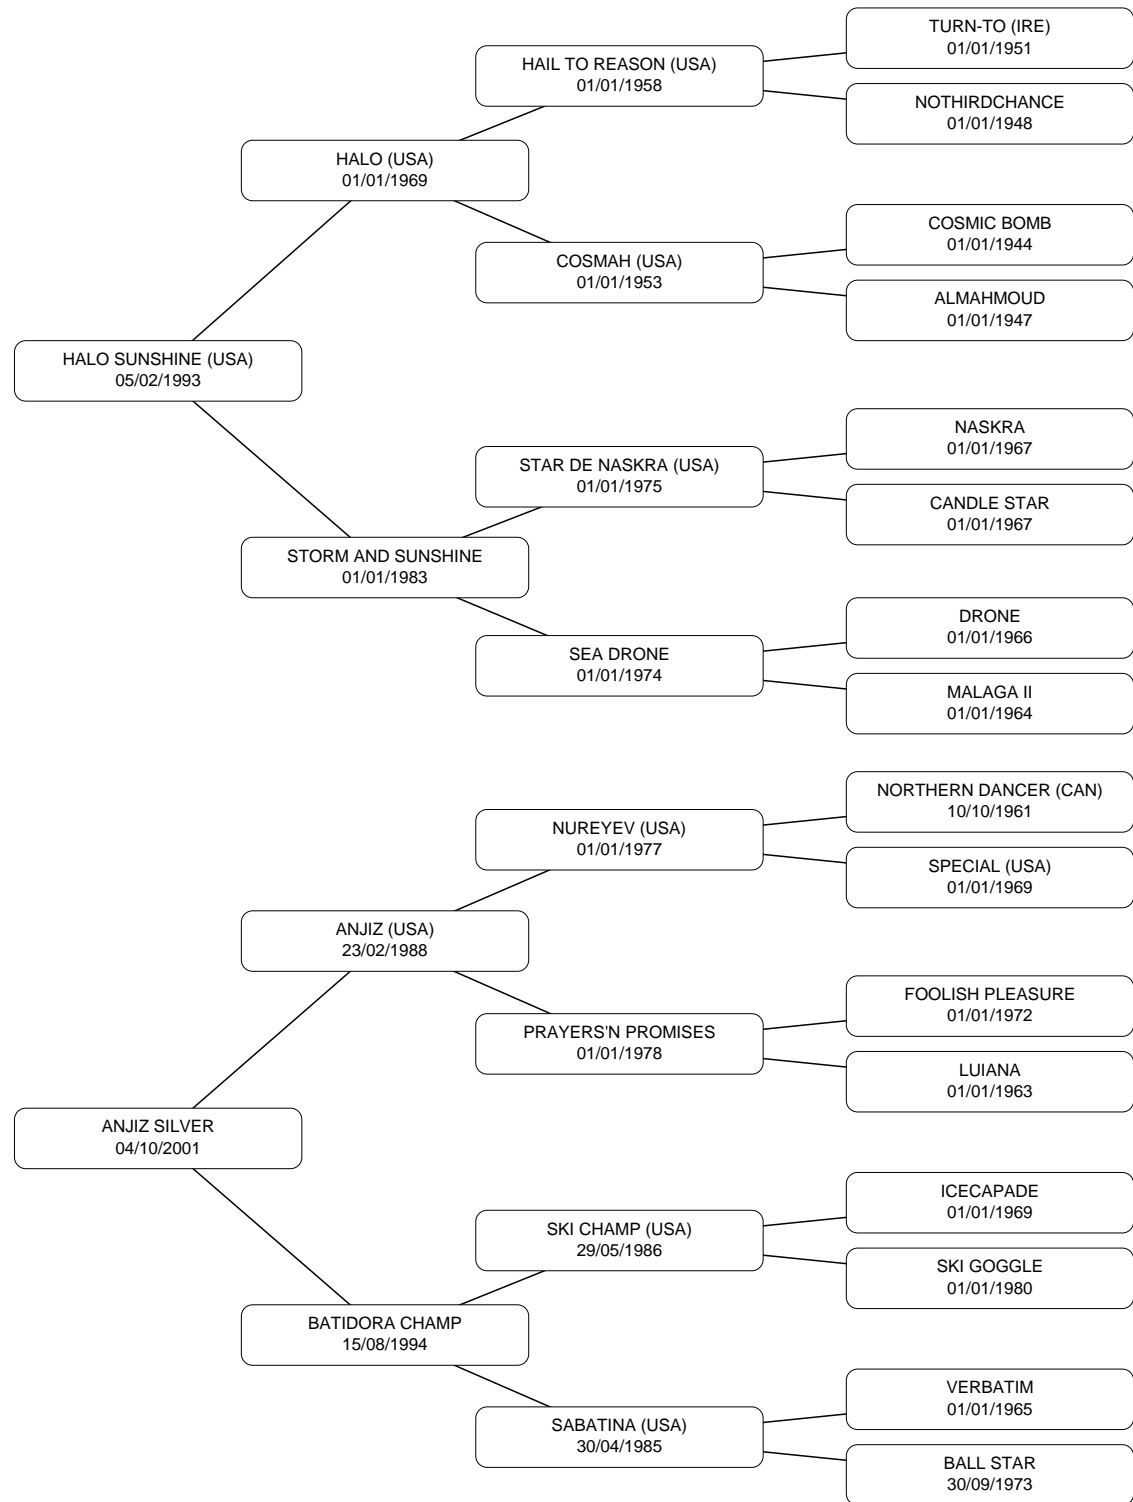 TURN-TO (IRE)
01/01/1951
HAIL TO REASON (USA)
01/01/1958
NOTHIRDCHANCE
01/01/1948
HALO (USA)
01/01/1969
COSMIC BOMB
01/01/1944
COSMAH (USA)
01/01/1953
ALMAHMOUD
01/01/1947
HALO SUNSHINE (USA)
05/02/1993
NASKRA
01/01/1967
STAR DE NASKRA (USA)
01/01/1975
CANDLE STAR
01/01/1967
STORM AND SUNSHINE
01/01/1983
DRONE
01/01/1966
SEA DRONE
01/01/1974
MALAGA II
01/01/1964
NORTHERN DANCER (CAN)
10/10/1961
NUREYEV (USA)
01/01/1977
SPECIAL (USA)
01/01/1969
ANJIZ (USA)
23/02/1988
FOOLISH PLEASURE
01/01/1972
PRAYERS'N PROMISES
01/01/1978
LUIANA
01/01/1963
ANJIZ SILVER
04/10/2001
ICECAPADE
01/01/1969
SKI CHAMP (USA)
29/05/1986
SKI GOGGLE
01/01/1980
BATIDORA CHAMP
15/08/1994
VERBATIM
01/01/1965
SABATINA (USA)
30/04/1985
BALL STAR
30/09/1973